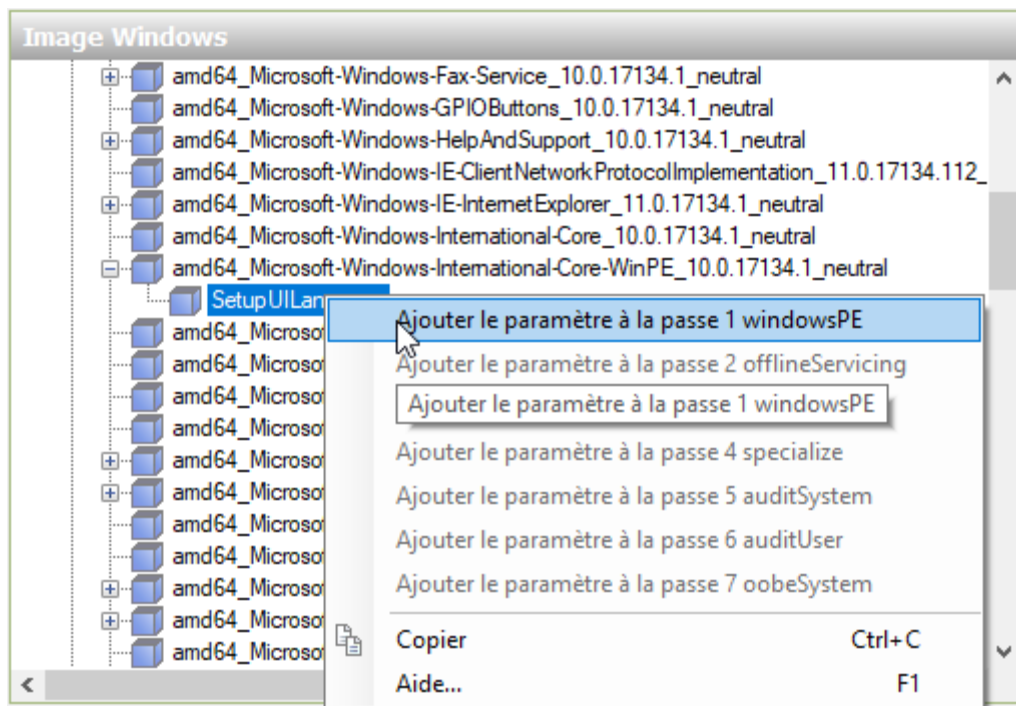 Image Windows
amd64_Microsoft-Windows-Fax-Service_10.0.17134.1_neutral
amd64_Microsoft-Windows-GPIOButtons_10.0.17134.1_neutral
amd64_Microsoft-Windows-HelpAndSupport_10.0.17134.1_neutral
amd64_Microsoft-Windows-IE-ClientNetworkProtocolImplementation_11.0.17134.112_
amd64_Microsoft-Windows-IE-InternetExplorer_11.0.17134.1_neutral
amd64_Microsoft-Windows-International-Core_10.0.17134.1_neutral
amd64_Microsoft-Windows-International-Core-WinPE_10.0.17134.1_neutral
SetupUILan
Ajouter le paramètre à la passe 1 windowsPE
amd64_Microsof
Ajouter le paramètre à la passe 2 offlineServicing
amd64_Microsof
Ajouter le paramètre à la passe 1 windowsPE
amd64_Microsof
amd64_Microsof
Ajouter le paramètre à la passe 4 specialize
amd64_Microsof
amd64_Microsof
Ajouter le paramètre à la passe 5 auditSystem
amd64_Microsof
Ajouter le paramètre à la passe 6 auditUser
amd64_Microsof
amd64_Microsof
Ajouter le paramètre à la passe 7 oobeSystem
amd64_Microsof
Copier Ctrl+C
amd64_Microsof
Aide... F1